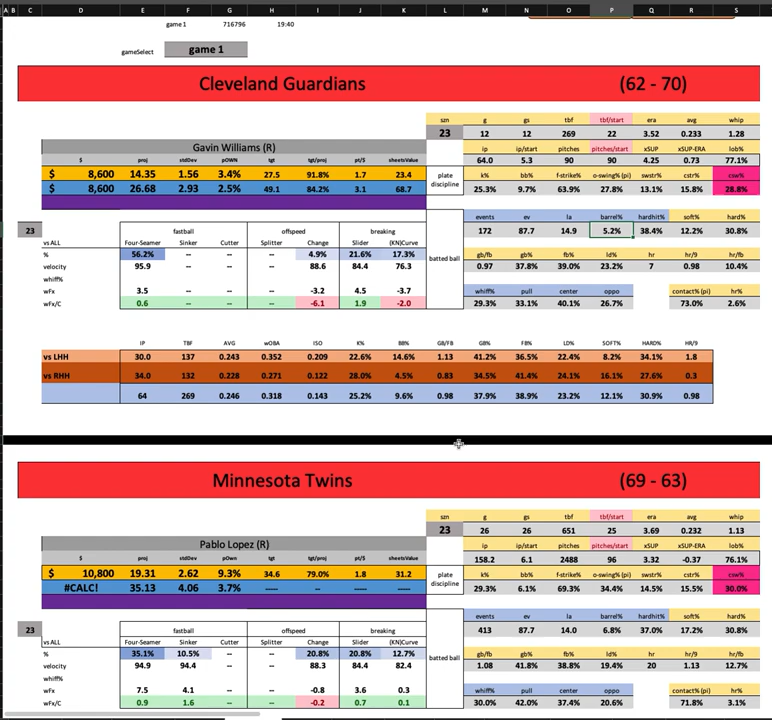 A B C D E F G H I J K L M N O P Q R S
game 1 716796 19:40
gameSelect game 1
Cleveland Guardians (62 - 70)
szn g gs tbf tbf/start era avg whip
23 12 12 269 22 3.52 0.233 1.28
Gavin Williams (R) ip ip/start pitches pitches/start xSUP xSUP-ERA lob%
$ proj stdDev pOWN tgt tgt/proj pt/$ sheetsValue 64.0 5.3 90 90 4.25 0.73 77.1%
$ 8,600 14.35 1.56 3.4% 27.5 91.8% 1.7 23.4 plate discipline k% bb% f-strike% o-swing% (pi) swstr% cstr% csw%
$ 8,600 26.68 2.93 2.5% 49.1 84.2% 3.1 68.7 25.3% 9.7% 63.9% 27.8% 13.1% 15.8% 28.8%
events ev la barrel% hardhit% soft% hard%
23 fastball offspeed breaking 172 87.7 14.9 5.2% 38.4% 12.2% 30.8%
vs ALL Four-Seamer Sinker Cutter Splitter Change Slider (KN)Curve
% 56.2% -- -- -- 4.9% 21.6% 17.3% gb/fb gb% fb% ld% hr hr/9 hr/fb
velocity 95.9 -- -- -- 88.6 84.4 76.3 batted ball 0.97 37.8% 39.0% 23.2% 7 0.98 10.4%
whiff%
wFx 3.5 -- -- -- -3.2 4.5 -3.7 whiff% pull center oppo contact% (pi) hr%
wFx/C 0.6 -- -- -- -6.1 1.9 -2.0 29.3% 33.1% 40.1% 26.7% 73.0% 2.6%
IP TBF AVG wOBA ISO K% BB% GB/FB GB% FB% LD% SOFT% HARD% HR/9
vs LHH 30.0 137 0.243 0.352 0.209 22.6% 14.6% 1.13 41.2% 36.5% 22.4% 8.2% 34.1% 1.8
vs RHH 34.0 132 0.228 0.271 0.122 28.0% 4.5% 0.83 34.5% 41.4% 24.1% 16.1% 27.6% 0.3
64 269 0.246 0.318 0.143 25.2% 9.6% 0.98 37.9% 38.9% 23.2% 12.1% 30.9% 0.98
Minnesota Twins (69 - 63)
szn g gs tbf tbf/start era avg whip
23 26 26 651 25 3.69 0.232 1.13
Pablo Lopez (R) ip ip/start pitches pitches/start xSUP xSUP-ERA lob%
$ proj stdDev pOwn tgt tgt/proj pt/$ sheetsValue 158.2 6.1 2488 96 3.32 -0.37 76.1%
$ 10,800 19.31 2.62 9.3% 34.6 79.0% 1.8 31.2 plate discipline k% bb% f-strike% o-swing% (pi) swstr% cstr% csw%
#CALC! 35.13 4.06 3.7% ----- ----- -- ----- 29.3% 6.1% 69.3% 34.4% 14.5% 15.5% 30.0%
events ev la barrel% hardhit% soft% hard%
23 fastball offspeed breaking 413 87.7 14.0 6.8% 37.0% 17.2% 30.8%
vs ALL Four-Seamer Sinker Cutter Splitter Change Slider (KN)Curve
% 35.1% 10.5% -- -- 20.8% 20.8% 12.7% gb/fb gb% fb% ld% hr hr/9 hr/fb
velocity 94.9 94.4 -- -- 88.3 84.4 82.4 batted ball 1.08 41.8% 38.8% 19.4% 20 1.13 12.7%
whiff%
wFx 7.5 4.1 -- -- -0.8 3.6 0.3 whiff% pull center oppo contact% (pi) hr%
wFx/C 0.9 1.6 -- -- -0.2 0.7 0.1 30.0% 42.0% 37.4% 20.6% 71.8% 3.1%